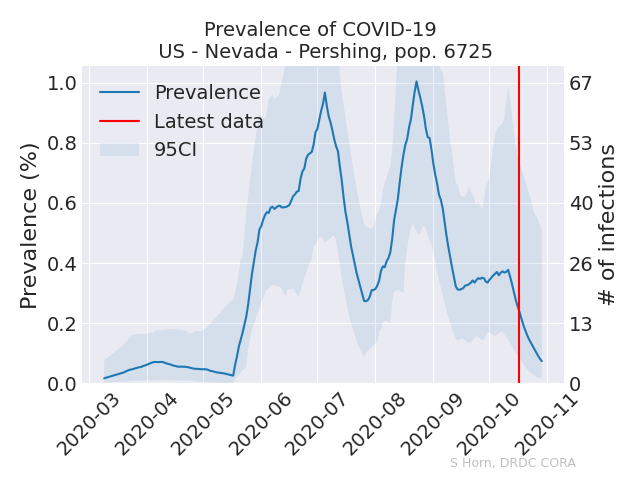 Prevalence of COVID-19
US - Nevada - Pershing, pop. 6725
Prevalence
Latest data
95CI
Prevalence (%)
1.0
0.8
0.6
0.4
0.2
0.0
67
53
40
26
13
0
# of infections
2020-03
2020-04
2020-05
2020-06
2020-07
2020-08
2020-09
2020-10
2020-11
S Horn, DRDC CORA